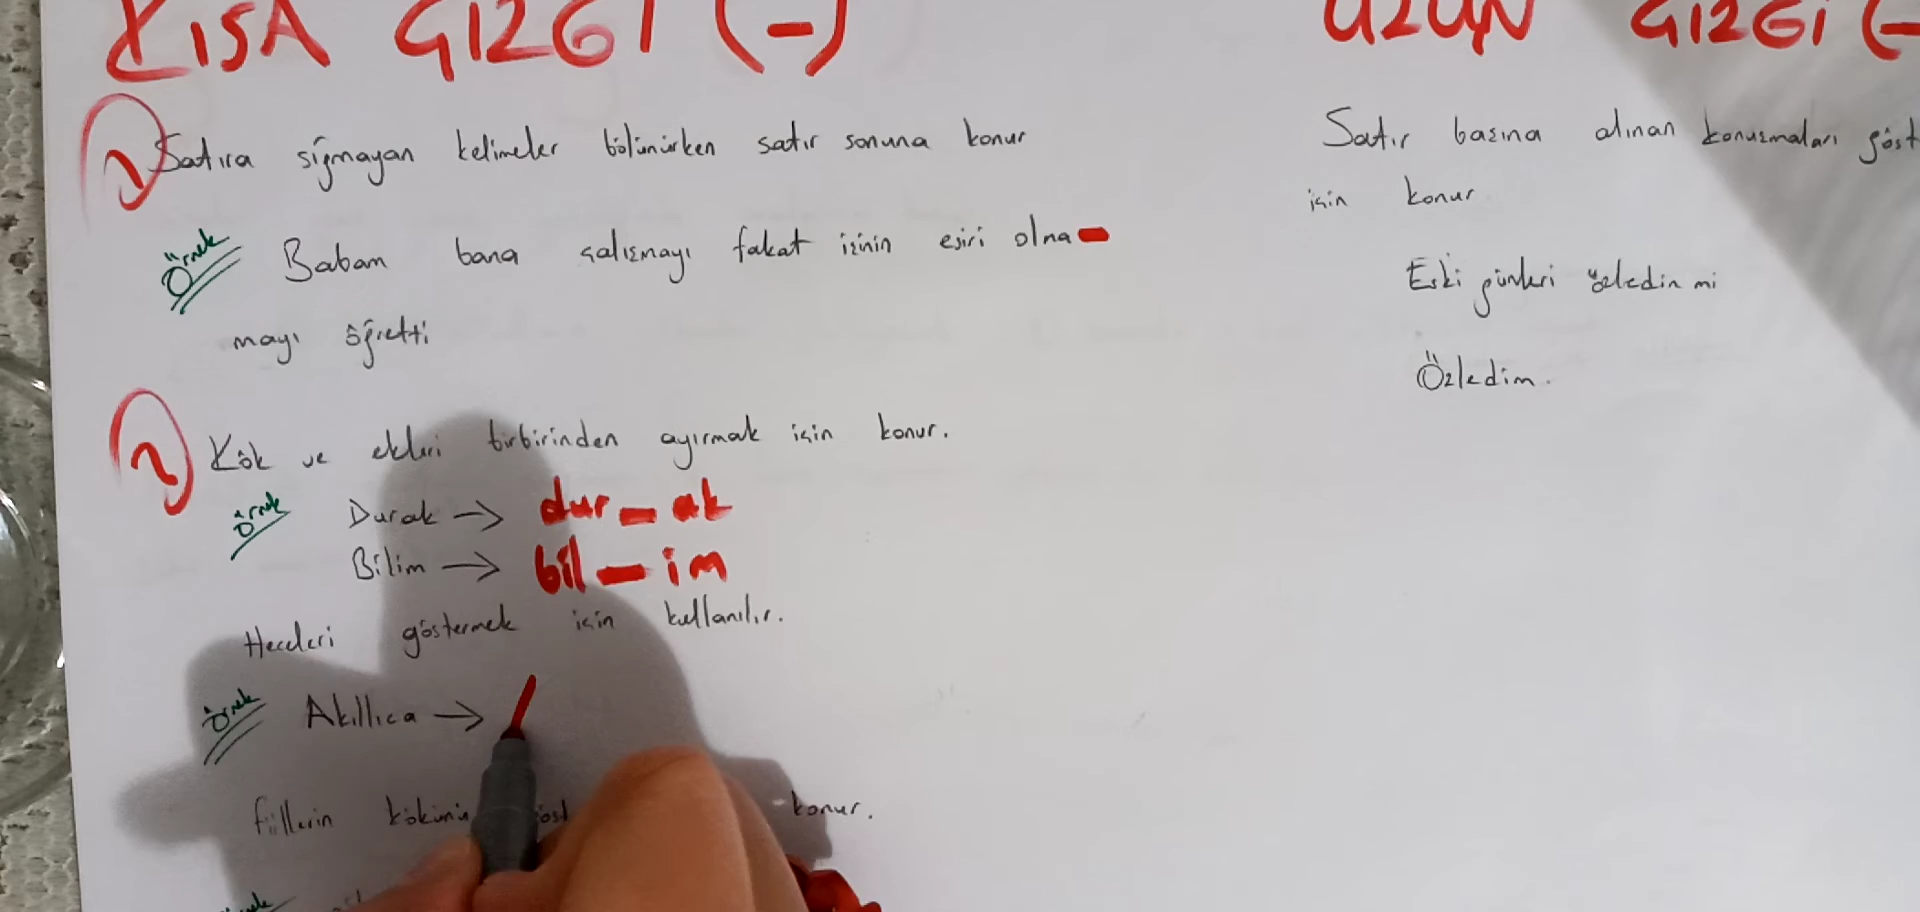 KISA ÇİZGİ (-)
1 Satıra sığmayan kelimeler bölünürken satır sonuna konur
Örnek Babam bana çalışmayı fakat işinin esiri olma-
mayı öğretti
2 Kök ve ekleri birbirinden ayırmak için konur.
Örnek Durak → dur - ak
Bilim → bil - im
Heceleri göstermek için kullanılır.
Örnek Akıllıca →
fiillerin konur.
UZUN ÇİZGİ (-
Satır başına alınan konuşmaları göst
için konur
Eski günleri özledin mi
Özledim.